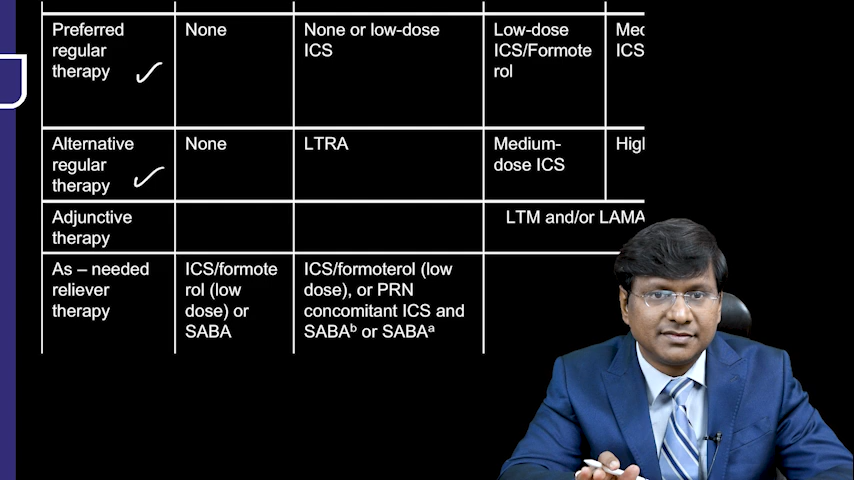 Preferred
regular
therapy
None
None or low-dose
ICS
Low-dose
ICS/Formote
rol
ICS
Alternative
regular
therapy
None
LTRA
Medium-
dose ICS
Adjunctive
therapy
LTM and/or LAMA
As – needed
reliever
therapy
ICS/formote
rol (low
dose) or
SABA
ICS/formoterol (low
dose), or PRN
concomitant ICS and
SABAᵇ or SABAᵃ